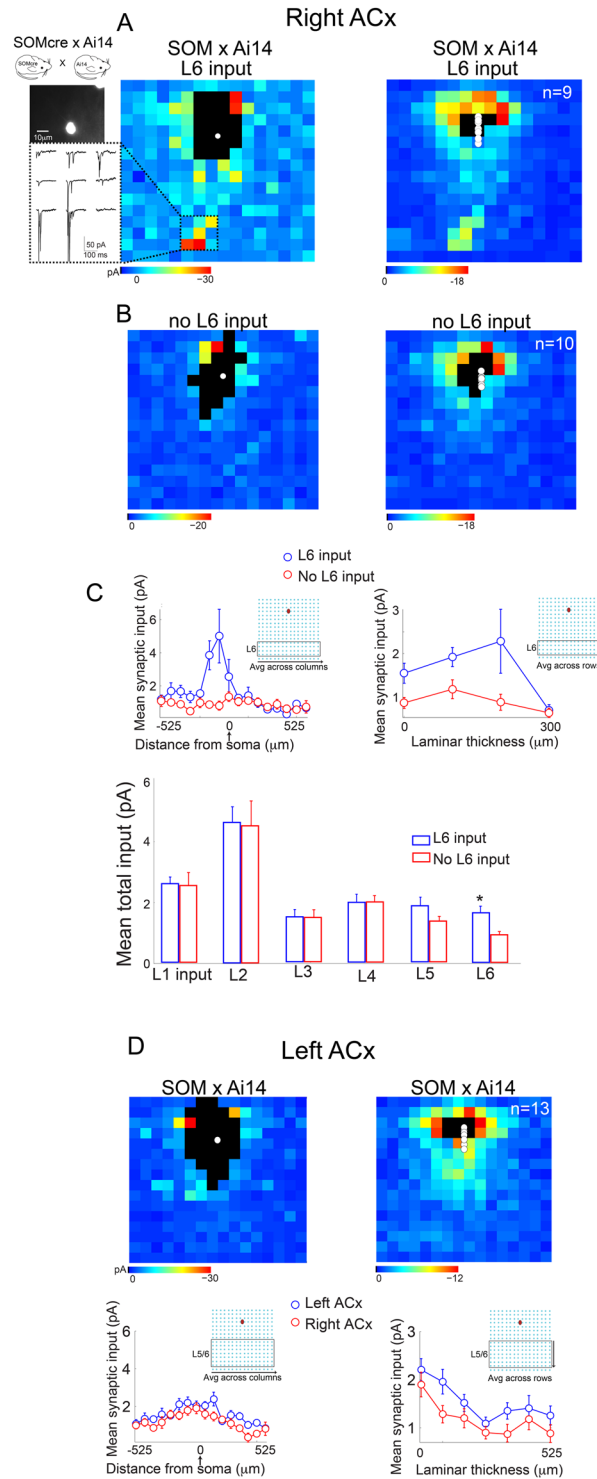 A
Right ACx
SOMcre x Ai14
SOMcre X Ai14
10μm
50 pA
100 ms
SOM x Ai14
L6 input
pA 0 −30
SOM x Ai14
L6 input
n=9
0 -18
B
no L6 input
0 −20
no L6 input
n=10
0 −18
C
L6 input
No L6 input
Mean synaptic input (pA)
6
4
2
-525 0 525
Distance from soma (μm)
L6
Avg across columns
Mean synaptic input (pA)
3
2
1
0 300
Laminar thickness (μm)
L6
Avg across rows
Mean total input (pA)
6
4
2
0
L6 input
No L6 input
*
L1 input L2 L3 L4 L5 L6
D
Left ACx
SOM x Ai14
pA 0 −30
SOM x Ai14
n=13
0 −12
Left ACx
Right ACx
Mean synaptic input (pA)
6
4
2
-525 0 525
Distance from soma (μm)
L5/6
Avg across columns
Mean synaptic input (pA)
3
2
1
0 525
Laminar thickness (μm)
L5/6
Avg across rows